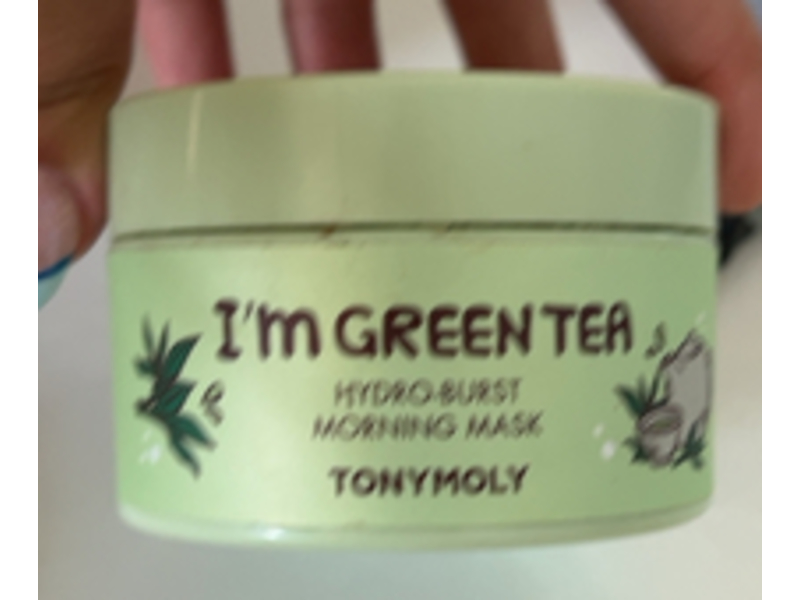 I'm GREEN TEA
HYDRO-BURST
MORNING MASK
TONYMOLY